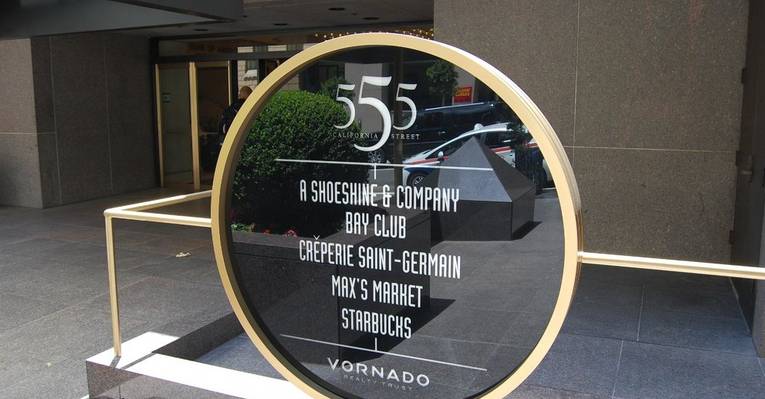 555
CALIFORNIA STREET
A SHOESHINE & COMPANY
BAY CLUB
CRÊPERIE SAINT-GERMAIN
MAX'S MARKET
STARBUCKS
VORNADO
REALTY TRUST